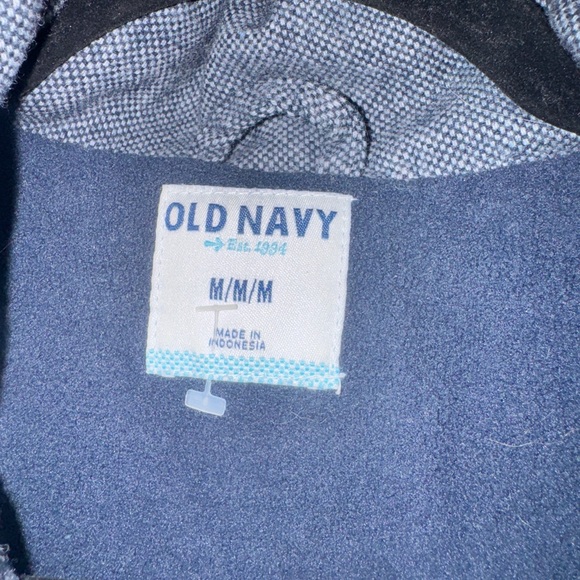 OLD NAVY
Est. 1994
M/M/M
MADE IN
INDONESIA